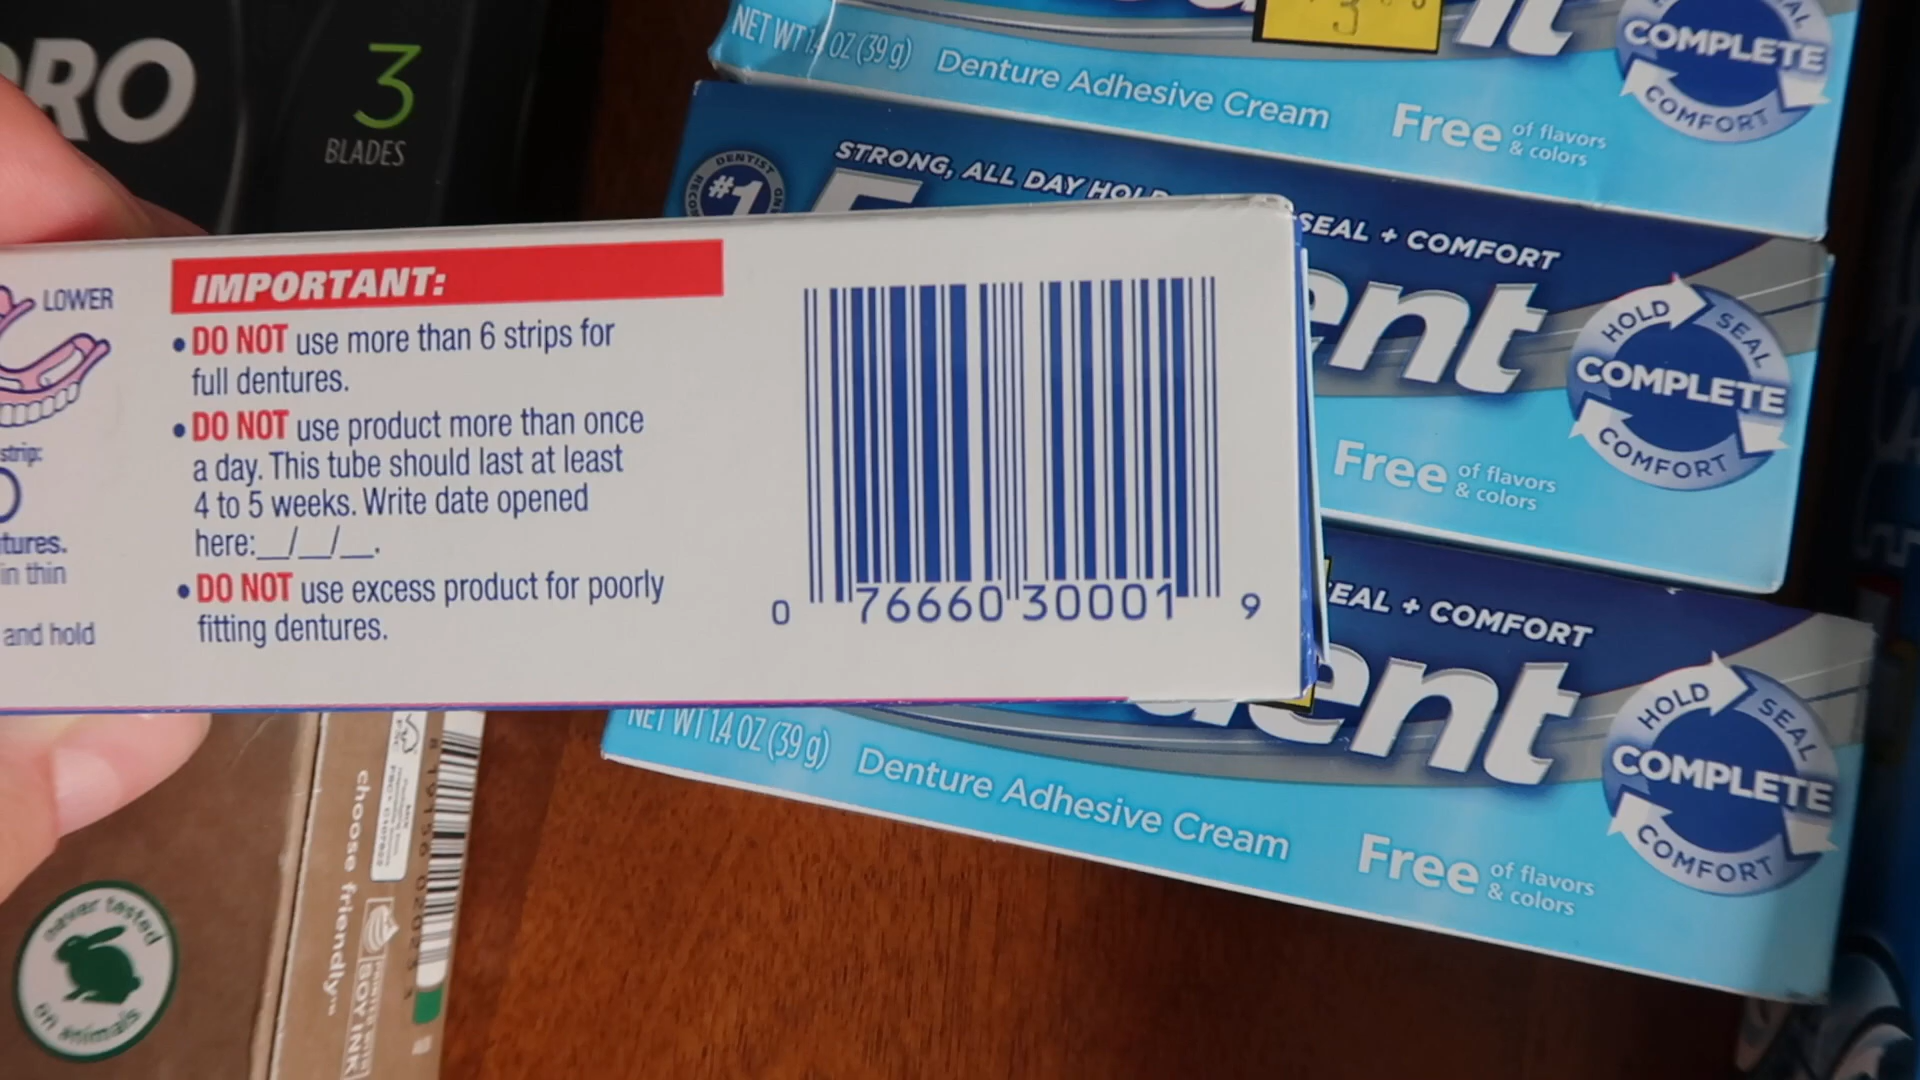 RO
3
BLADES
NET WT 1.4 OZ (39 g) Denture Adhesive Cream
Free of flavors
& colors
SEAL
COMPLETE
COMFORT
#1
DENTIST
STRONG, ALL DAY HOLD
SEAL + COMFORT
ent
HOLD
SEAL
COMPLETE
COMFORT
Free of flavors
& colors
LOWER
strip:
tures.
in thin
and hold
IMPORTANT:
• DO NOT use more than 6 strips for
full dentures.
• DO NOT use product more than once
a day. This tube should last at least
4 to 5 weeks. Write date opened
here:__/__/__.
• DO NOT use excess product for poorly
fitting dentures.
0 76660 30001 9
EAL + COMFORT
dent
HOLD
SEAL
COMPLETE
COMFORT
NET WT 1.4 OZ (39 g) Denture Adhesive Cream
Free of flavors
& colors
choose friendly
SOY INK
never tested
on animals